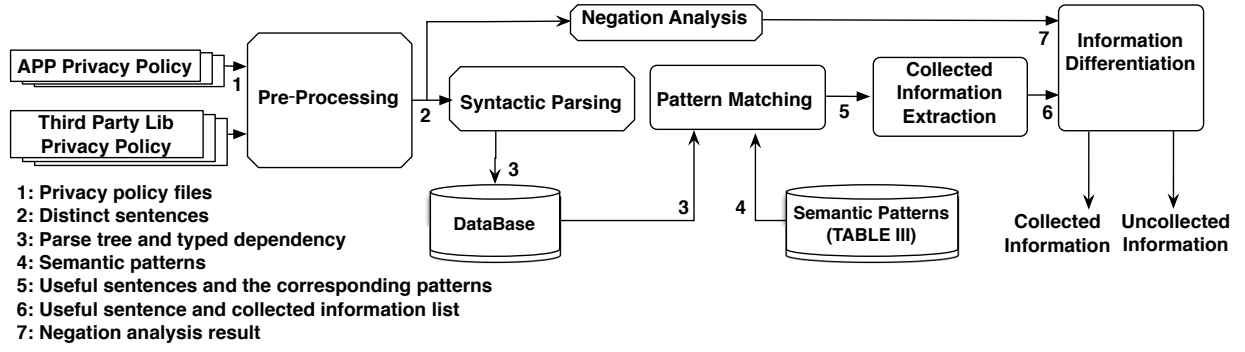 Negation Analysis
7
Information
Differentiation
APP Privacy Policy
1
Pre-Processing
2
Syntactic Parsing
Pattern Matching
5
Collected
Information
Extraction
6
Third Party Lib
Privacy Policy
3
DataBase
3
4
Semantic Patterns
(TABLE III)
Collected
Information
Uncollected
Information
1: Privacy policy files
2: Distinct sentences
3: Parse tree and typed dependency
4: Semantic patterns
5: Useful sentences and the corresponding patterns
6: Useful sentence and collected information list
7: Negation analysis result